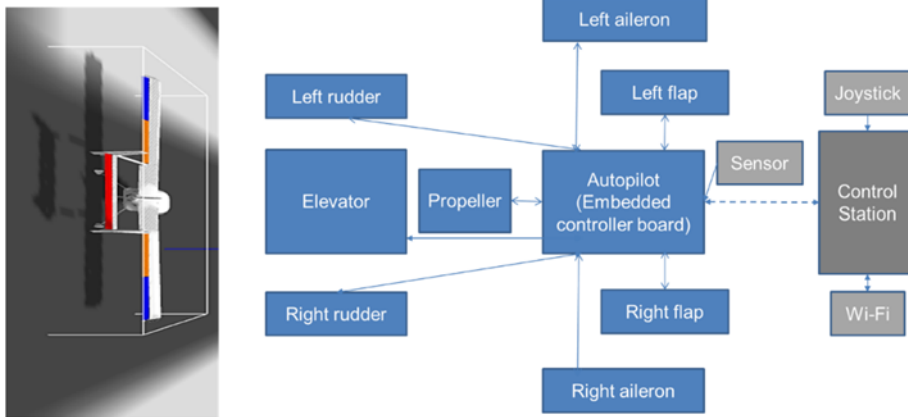 Left aileron
Left rudder
Left flap
Joystick
Sensor
Elevator
Propeller
Autopilot
(Embedded
controller board)
Control
Station
Right rudder
Right flap
Wi-Fi
Right aileron